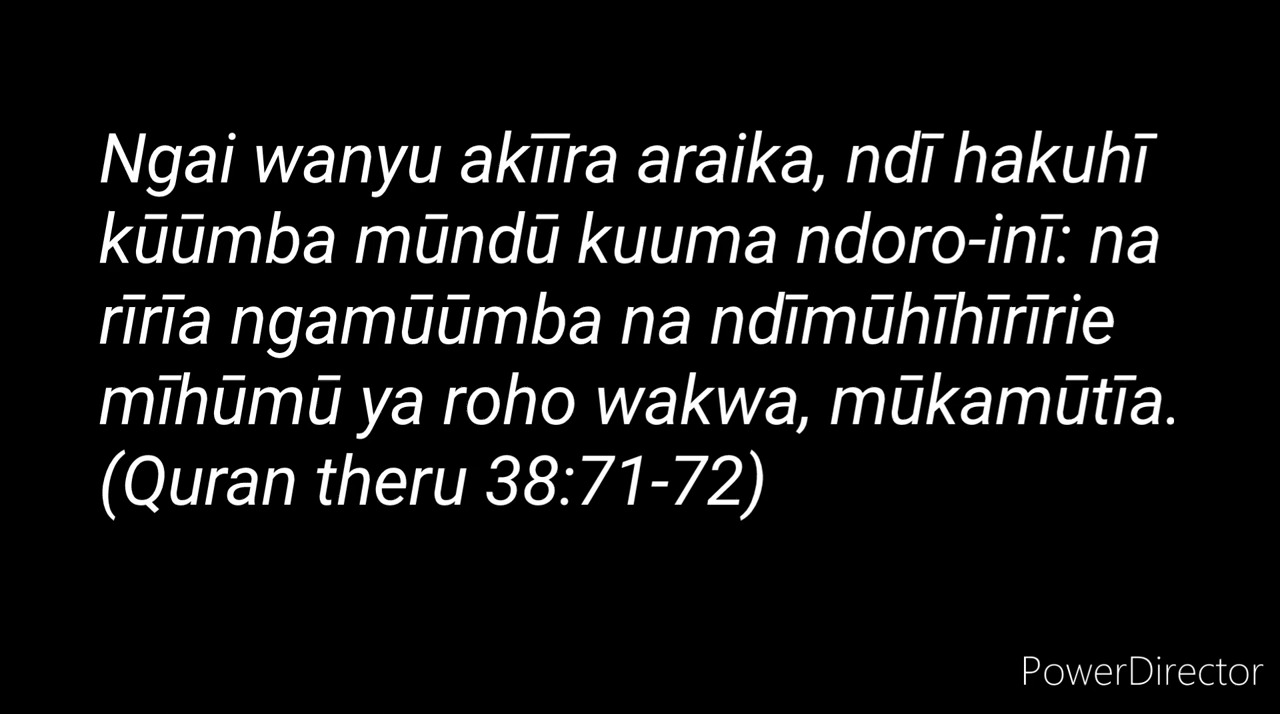 Ngai wanyu akīīra araika, ndī hakuhī
kūūmba mūndū kuuma ndoro-inī: na
rīrīa ngamūūmba na ndīmūhīhīrīrie
mīhūmū ya roho wakwa, mūkamūtīa.
(Quran theru 38:71-72)
PowerDirector